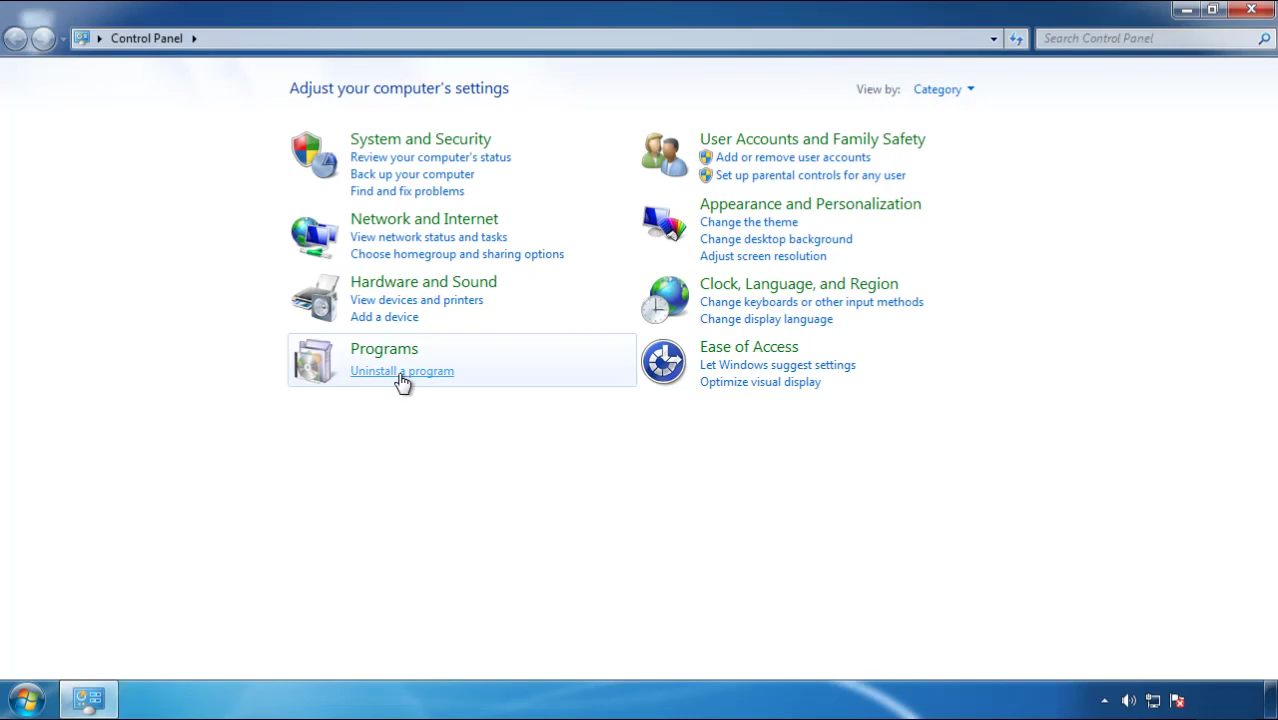 Control Panel
Search Control Panel
Adjust your computer's settings
View by: Category
System and Security
Review your computer's status
Back up your computer
Find and fix problems
Network and Internet
View network status and tasks
Choose homegroup and sharing options
Hardware and Sound
View devices and printers
Add a device
Programs
Uninstall a program
User Accounts and Family Safety
Add or remove user accounts
Set up parental controls for any user
Appearance and Personalization
Change the theme
Change desktop background
Adjust screen resolution
Clock, Language, and Region
Change keyboards or other input methods
Change display language
Ease of Access
Let Windows suggest settings
Optimize visual display